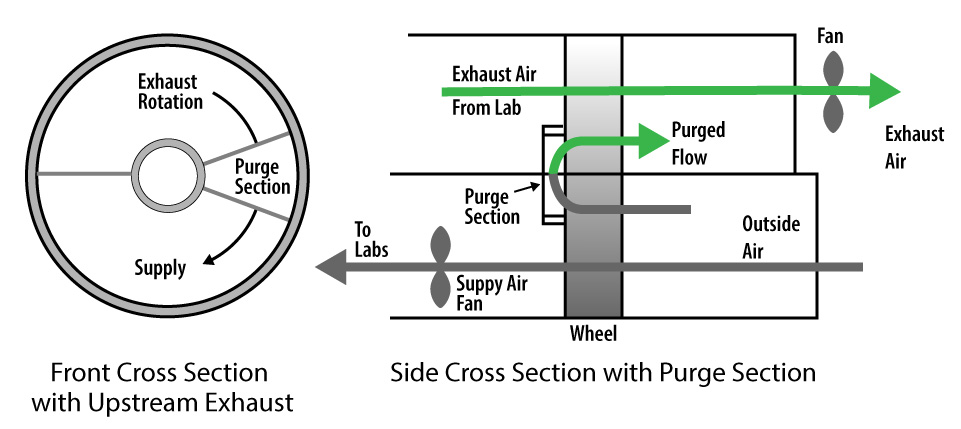 Exhaust
Rotation
Purge
Section
Supply
Front Cross Section
with Upstream Exhaust
Fan
Exhaust Air
From Lab
Purged
Flow
Exhaust
Air
Purge
Section
To
Labs
Outside
Air
Suppy Air
Fan
Wheel
Side Cross Section with Purge Section